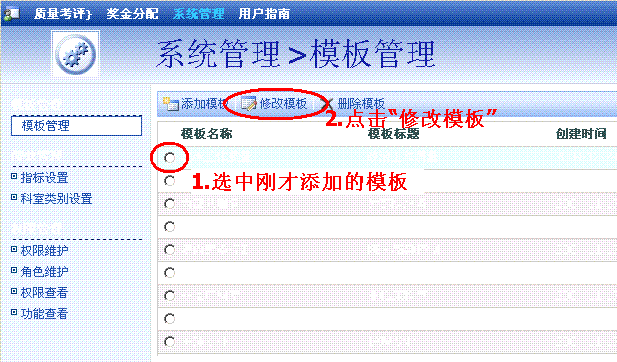 质量考评} 奖金分配 系统管理 用户指南
系统管理 >模板管理
添加模板 修改模板 删除模板
2.点击“修改模板”
模板管理
模板名称 模板标题 创建时间
1.选中刚才添加的模板
指标设置
科室类别设置
权限维护
角色维护
权限查看
功能查看